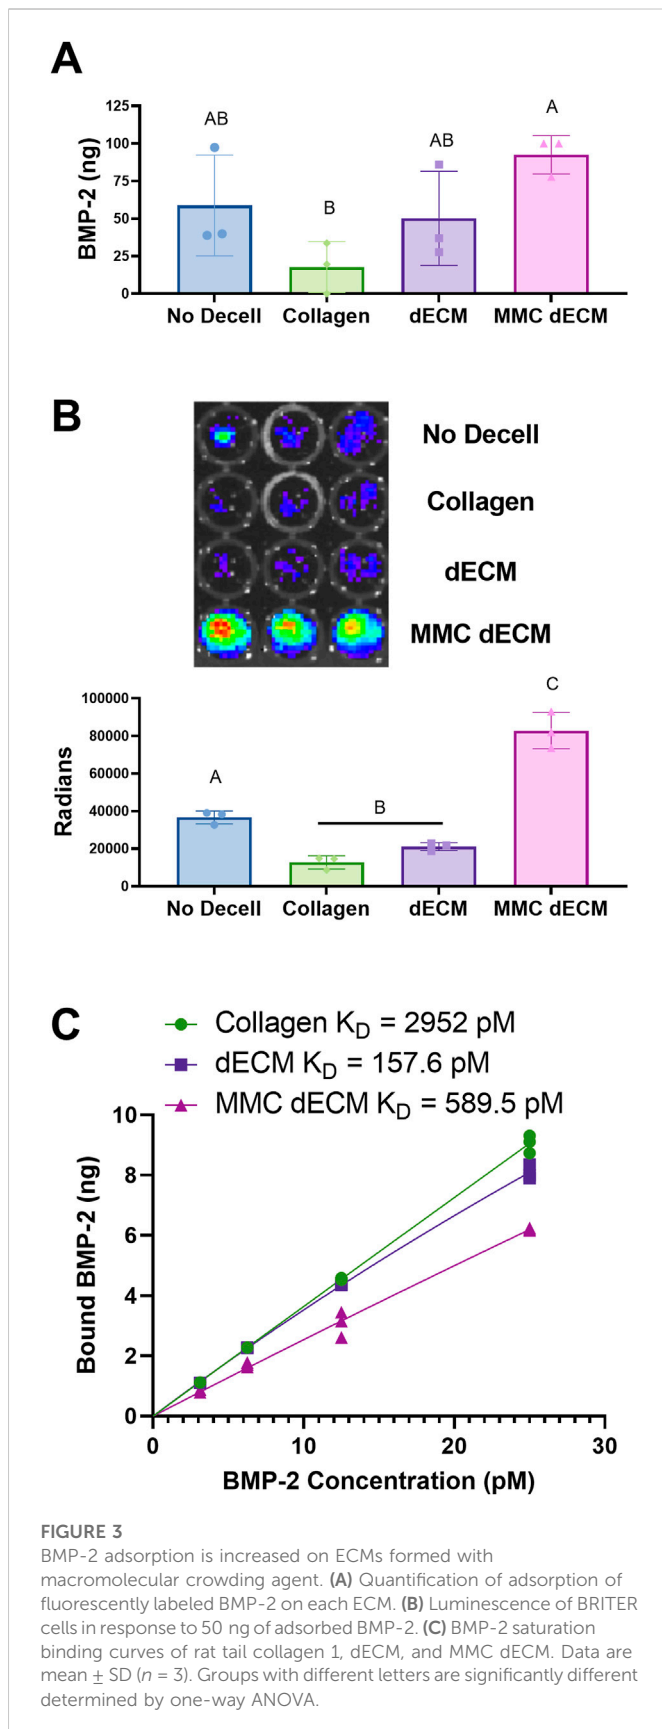 A
BMP-2 (ng)
125
100
75
50
25
0
AB
B
AB
A
No Decell Collagen dECM MMC dECM
B
No Decell
Collagen
dECM
MMC dECM
Radians
100000
80000
60000
40000
20000
0
A
B
C
No Decell Collagen dECM MMC dECM
C
Collagen KD = 2952 pM
dECM KD = 157.6 pM
MMC dECM KD = 589.5 pM
Bound BMP-2 (ng)
10
8
6
4
2
0
0 10 20 30
BMP-2 Concentration (pM)
FIGURE 3
BMP-2 adsorption is increased on ECMs formed with
macromolecular crowding agent. (A) Quantification of adsorption of
fluorescently labeled BMP-2 on each ECM. (B) Luminescence of BRITER
cells in response to 50 ng of adsorbed BMP-2. (C) BMP-2 saturation
binding curves of rat tail collagen 1, dECM, and MMC dECM. Data are
mean ± SD (n = 3). Groups with different letters are significantly different
determined by one-way ANOVA.